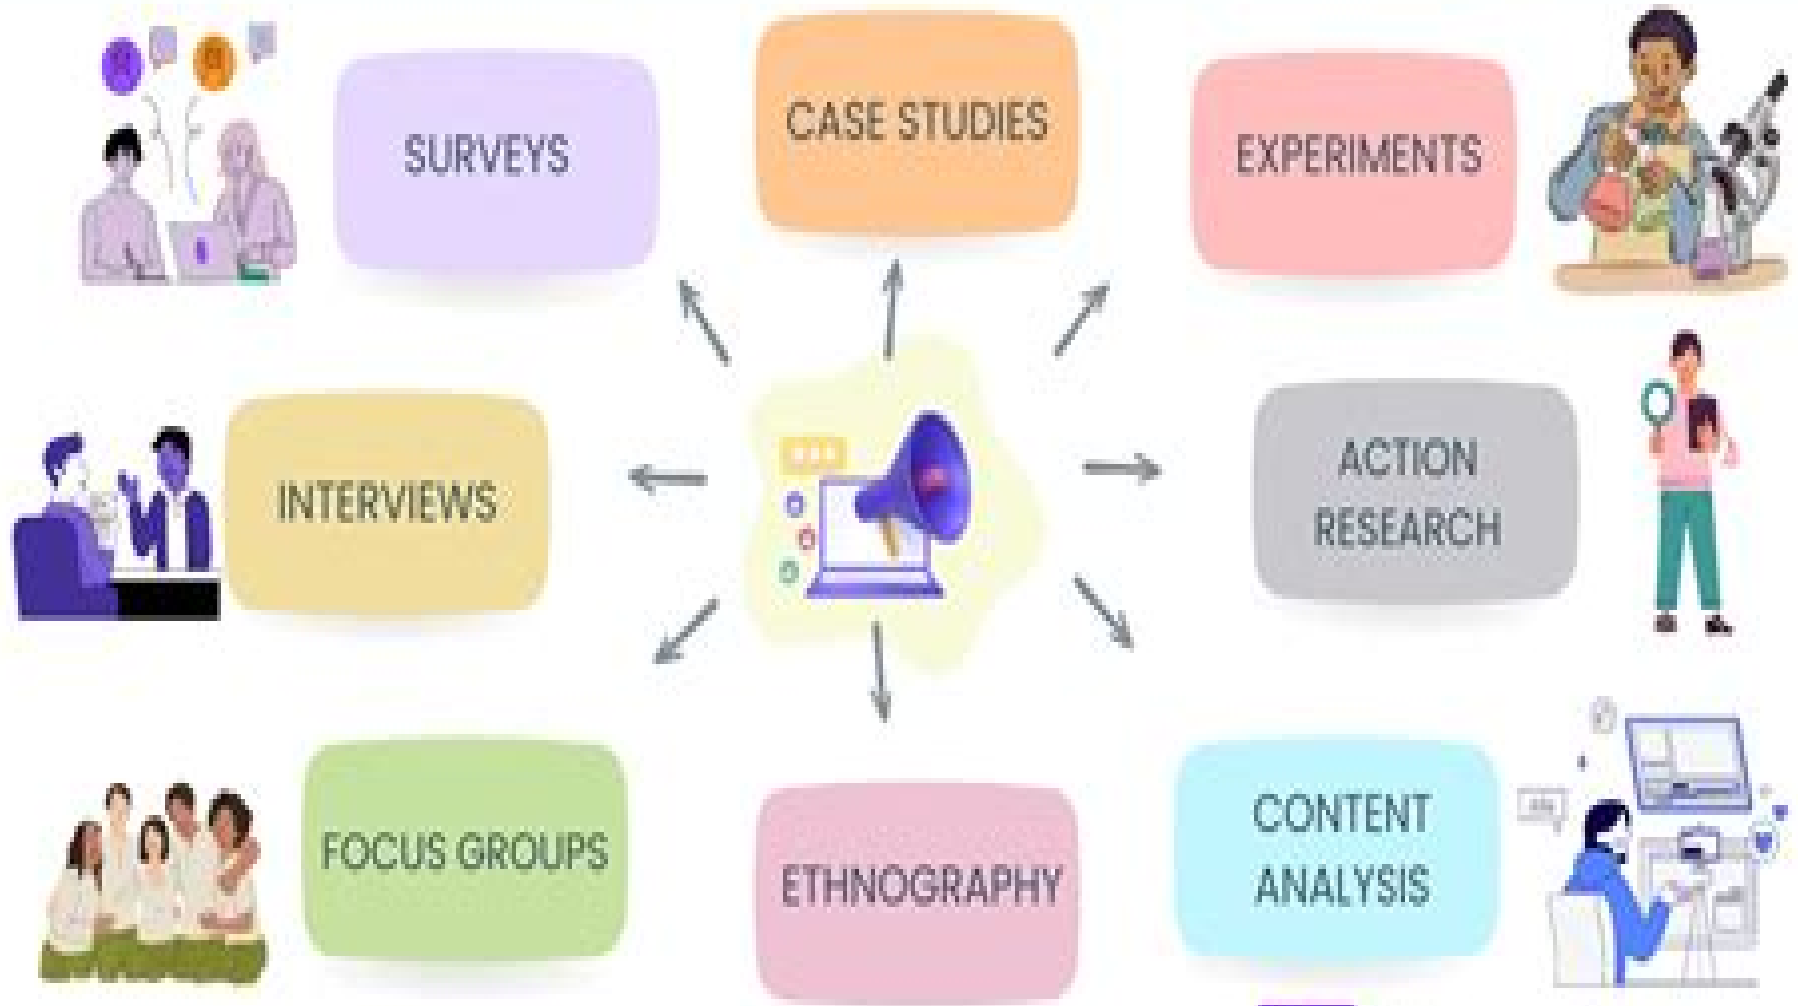 SURVEYS
CASE STUDIES
EXPERIMENTS
INTERVIEWS
ACTION
RESEARCH
FOCUS GROUPS
ETHNOGRAPHY
CONTENT
ANALYSIS